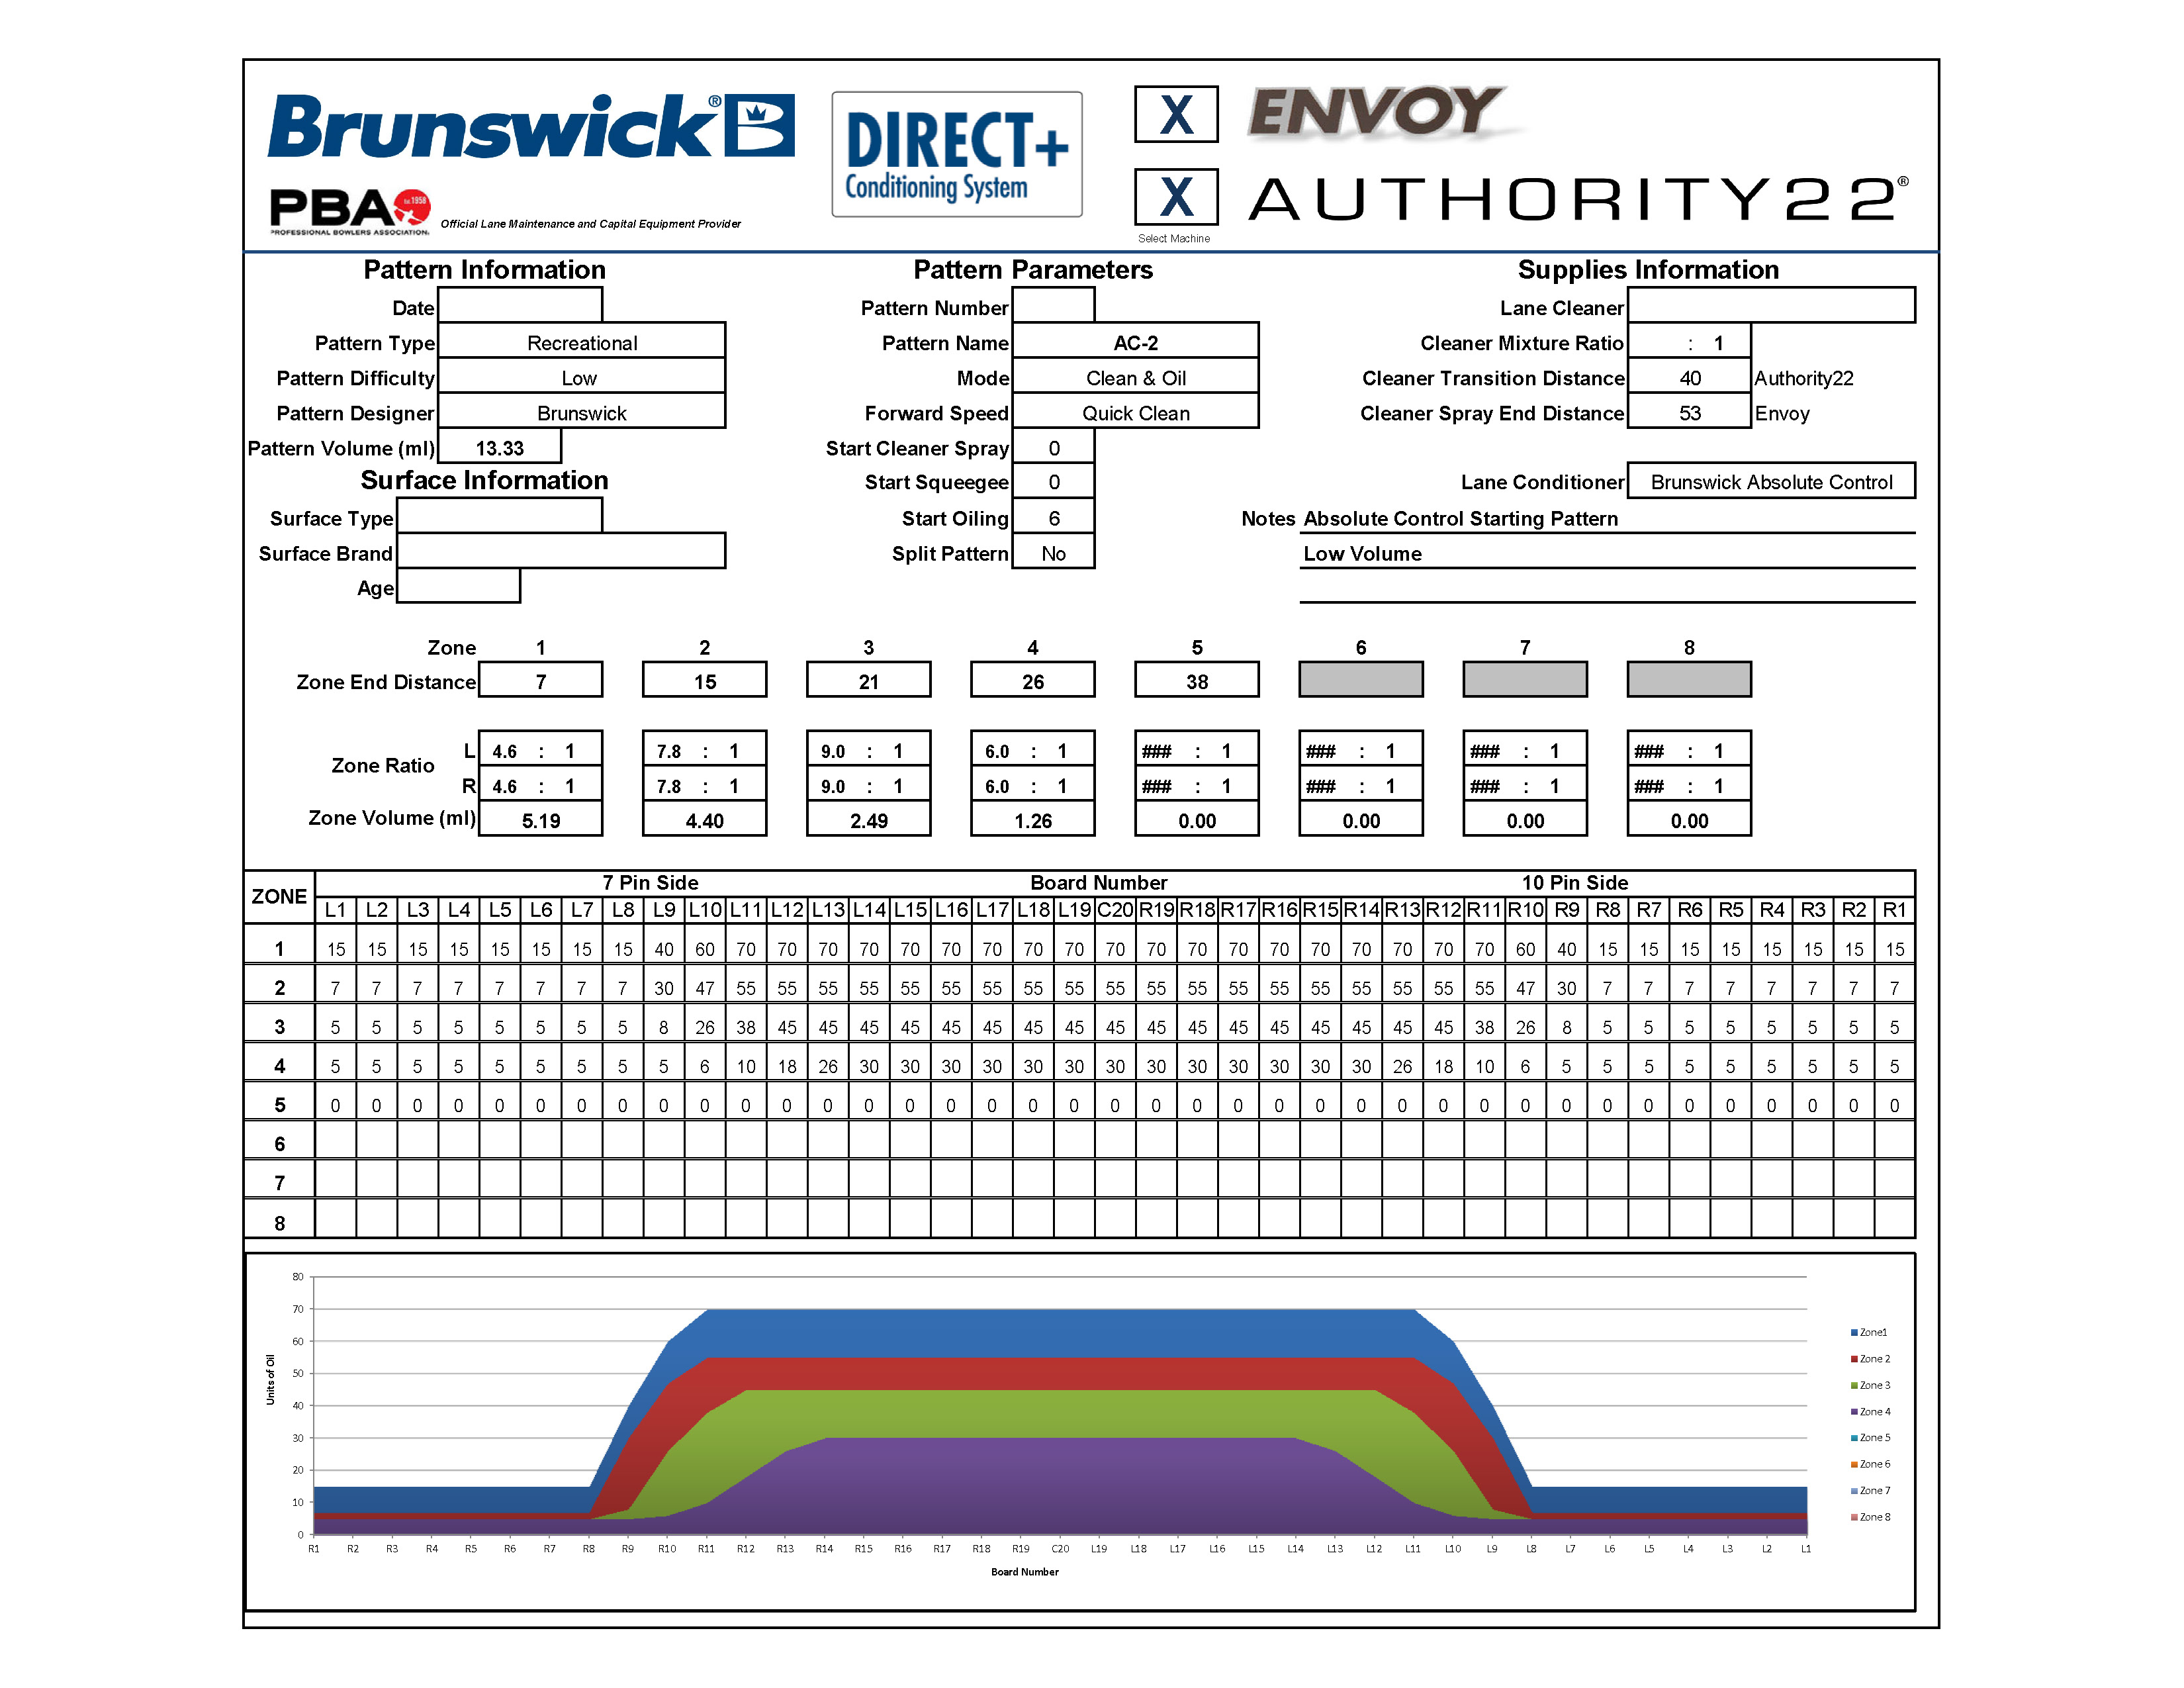 Brunswick® B
DIRECT+
Conditioning System
X ENVOY
X AUTHORITY22®
Select Machine
PBA
PROFESSIONAL BOWLERS ASSOCIATION.
Official Lane Maintenance and Capital Equipment Provider
Pattern Information
Date
Pattern Type Recreational
Pattern Difficulty Low
Pattern Designer Brunswick
Pattern Volume (ml) 13.33
Surface Information
Surface Type
Surface Brand
Age
Pattern Parameters
Pattern Number
Pattern Name AC-2
Mode Clean & Oil
Forward Speed Quick Clean
Start Cleaner Spray 0
Start Squeegee 0
Start Oiling 6
Split Pattern No
Supplies Information
Lane Cleaner
Cleaner Mixture Ratio : 1
Cleaner Transition Distance 40 Authority22
Cleaner Spray End Distance 53 Envoy
Lane Conditioner Brunswick Absolute Control
Notes Absolute Control Starting Pattern
Low Volume
Zone 1 2 3 4 5 6 7 8
Zone End Distance 7 15 21 26 38
Zone Ratio
L 4.6 : 1 7.8 : 1 9.0 : 1 6.0 : 1 ### : 1 ### : 1 ### : 1 ### : 1
R 4.6 : 1 7.8 : 1 9.0 : 1 6.0 : 1 ### : 1 ### : 1 ### : 1 ### : 1
Zone Volume (ml) 5.19 4.40 2.49 1.26 0.00 0.00 0.00 0.00
ZONE 7 Pin Side Board Number 10 Pin Side
L1 L2 L3 L4 L5 L6 L7 L8 L9 L10 L11 L12 L13 L14 L15 L16 L17 L18 L19 C20 R19 R18 R17 R16 R15 R14 R13 R12 R11 R10 R9 R8 R7 R6 R5 R4 R3 R2 R1
1 15 15 15 15 15 15 15 15 40 60 70 70 70 70 70 70 70 70 70 70 70 70 70 70 70 70 70 70 70 60 40 15 15 15 15 15 15 15 15
2 7 7 7 7 7 7 7 7 30 47 55 55 55 55 55 55 55 55 55 55 55 55 55 55 55 55 55 55 55 47 30 7 7 7 7 7 7 7 7
3 5 5 5 5 5 5 5 5 8 26 38 45 45 45 45 45 45 45 45 45 45 45 45 45 45 45 45 45 38 26 8 5 5 5 5 5 5 5 5
4 5 5 5 5 5 5 5 5 5 6 10 18 26 30 30 30 30 30 30 30 30 30 30 30 30 30 26 18 10 6 5 5 5 5 5 5 5 5 5
5 0 0 0 0 0 0 0 0 0 0 0 0 0 0 0 0 0 0 0 0 0 0 0 0 0 0 0 0 0 0 0 0 0 0 0 0 0 0 0
6
7
8
Units of Oil
80
70
60
50
40
30
20
10
0
R1 R2 R3 R4 R5 R6 R7 R8 R9 R10 R11 R12 R13 R14 R15 R16 R17 R18 R19 C20 L19 L18 L17 L16 L15 L14 L13 L12 L11 L10 L9 L8 L7 L6 L5 L4 L3 L2 L1
Board Number
Zone1
Zone 2
Zone 3
Zone 4
Zone 5
Zone 6
Zone 7
Zone 8